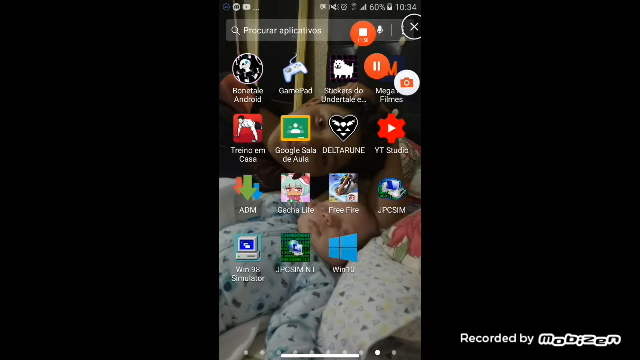 ... 60% 10:34
Procurar aplicativos
Bonetale
Android
GamePad
Stickers do
Undertale e...
Mega
Filmes
Treino em
Casa
Google Sala
de Aula
DELTARUNE
YT Studio
ADM
Gacha Life
Free Fire
JPCSIM
Win 98
Simulator
JPCSIM NT
Win10
Recorded by MOBIZEN